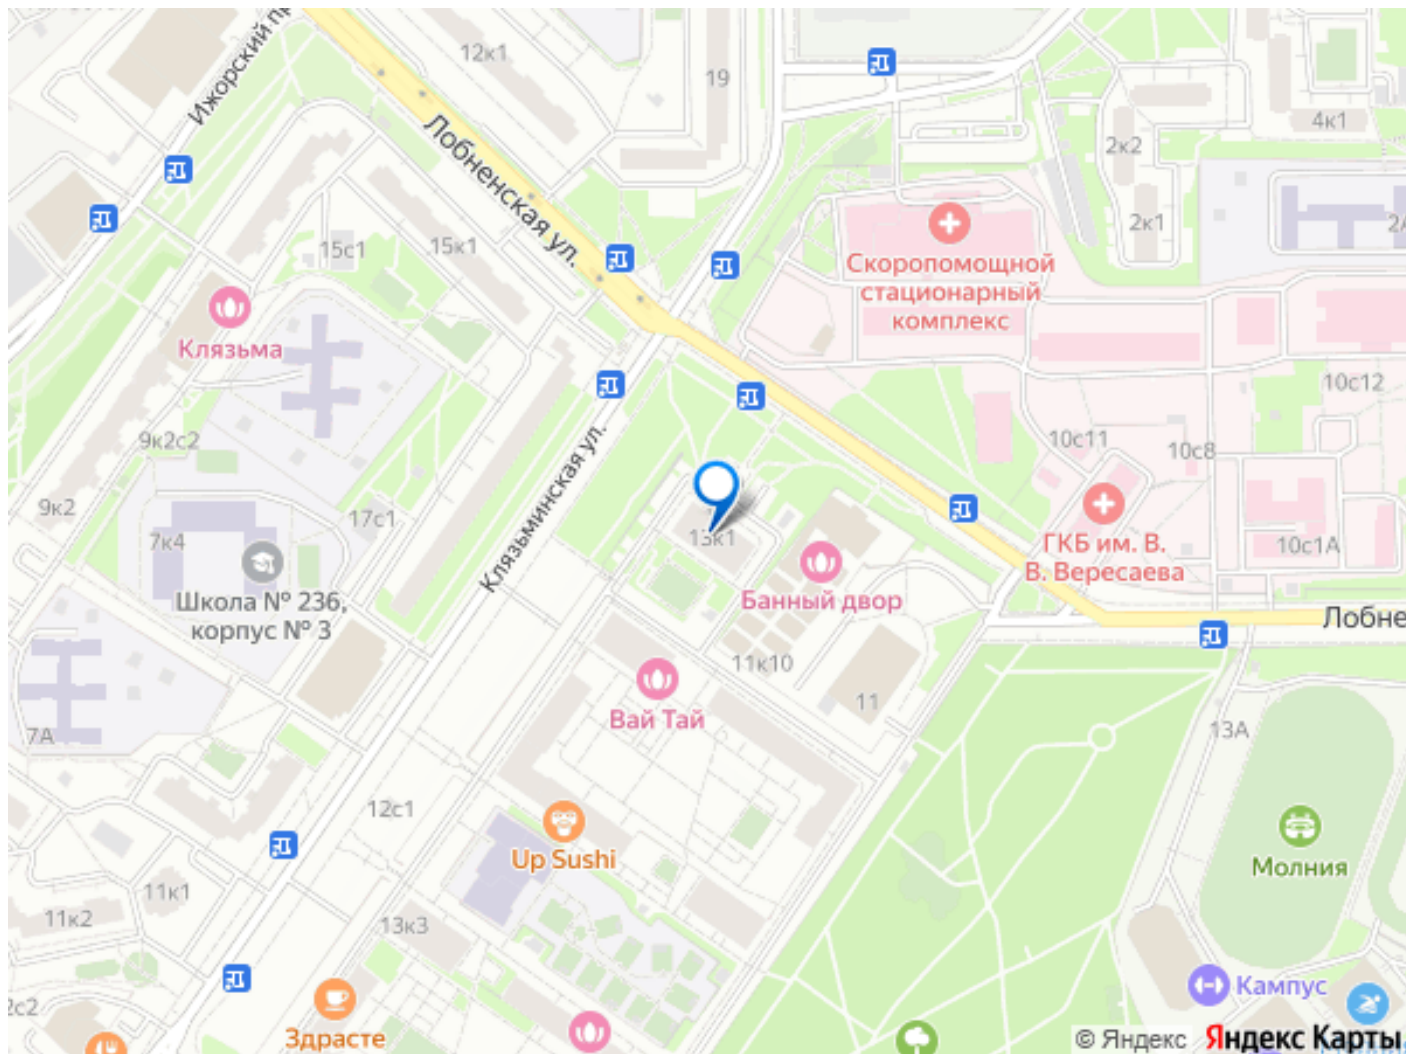 Ижорский пр
12к1
19
4к1
2к2
2к1
Лобненская ул.
15с1
15к1
Скоропомощной
стационарный
комплекс
Клязьма
10с12
9к2с2
10с11
10с8
9к2
17с1
7к4
Клязьминская ул.
13к1
ГКБ им. В.
В. Вересаева
10с1А
Школа № 236,
корпус № 3
Банный двор
Лобне
11к10
11
Вай Тай
7А
13А
12с1
Up Sushi
Молния
11к1
11к2
13к3
Кампус
Здрасте
© Яндекс Яндекс Карты